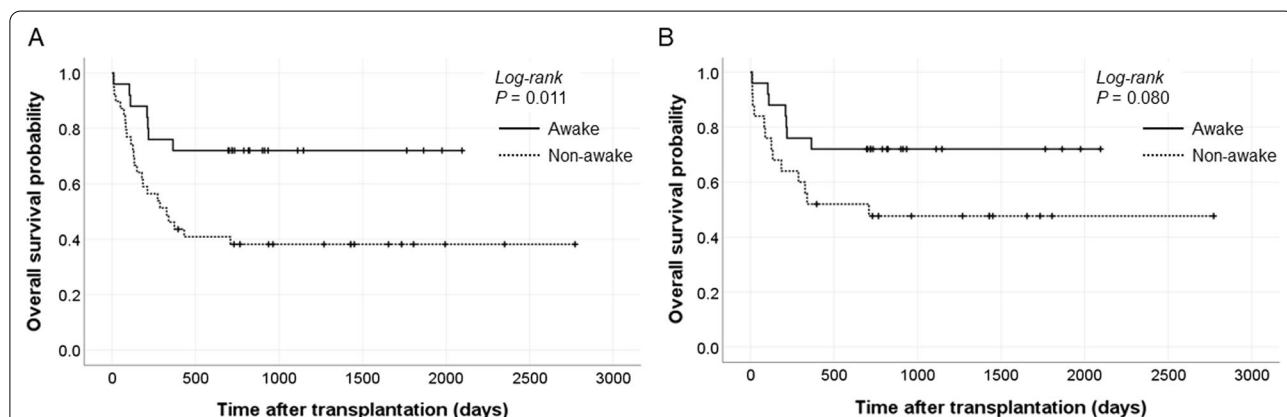 A
Overall survival probability
1.0
0.8
0.6
0.4
0.2
0.0
Log-rank
P = 0.011
Awake
Non-awake
0 500 1000 1500 2000 2500 3000
Time after transplantation (days)
B
Overall survival probaility
1.0
0.8
0.6
0.4
0.2
0.0
Log-rank
P = 0.080
Awake
Non-awake
0 500 1000 1500 2000 2500 3000
Time after transplantation (days)